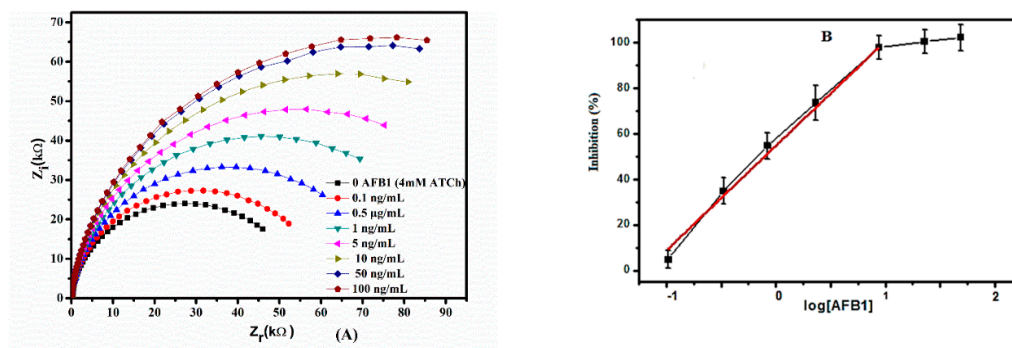 70
60
50
40
30
20
10
0
Zi(kΩ)
0 AFB1 (4mM ATCh)
0.1 ng/mL
0.5 µg/mL
1 ng/mL
5 ng/mL
10 ng/mL
50 ng/mL
100 ng/mL
0 10 20 30 40 50 60 70 80 90 100
Zr(kΩ)
(A)
B
100
80
60
40
20
0
Inhibition (%)
-1 0 1 2
log[AFB1]